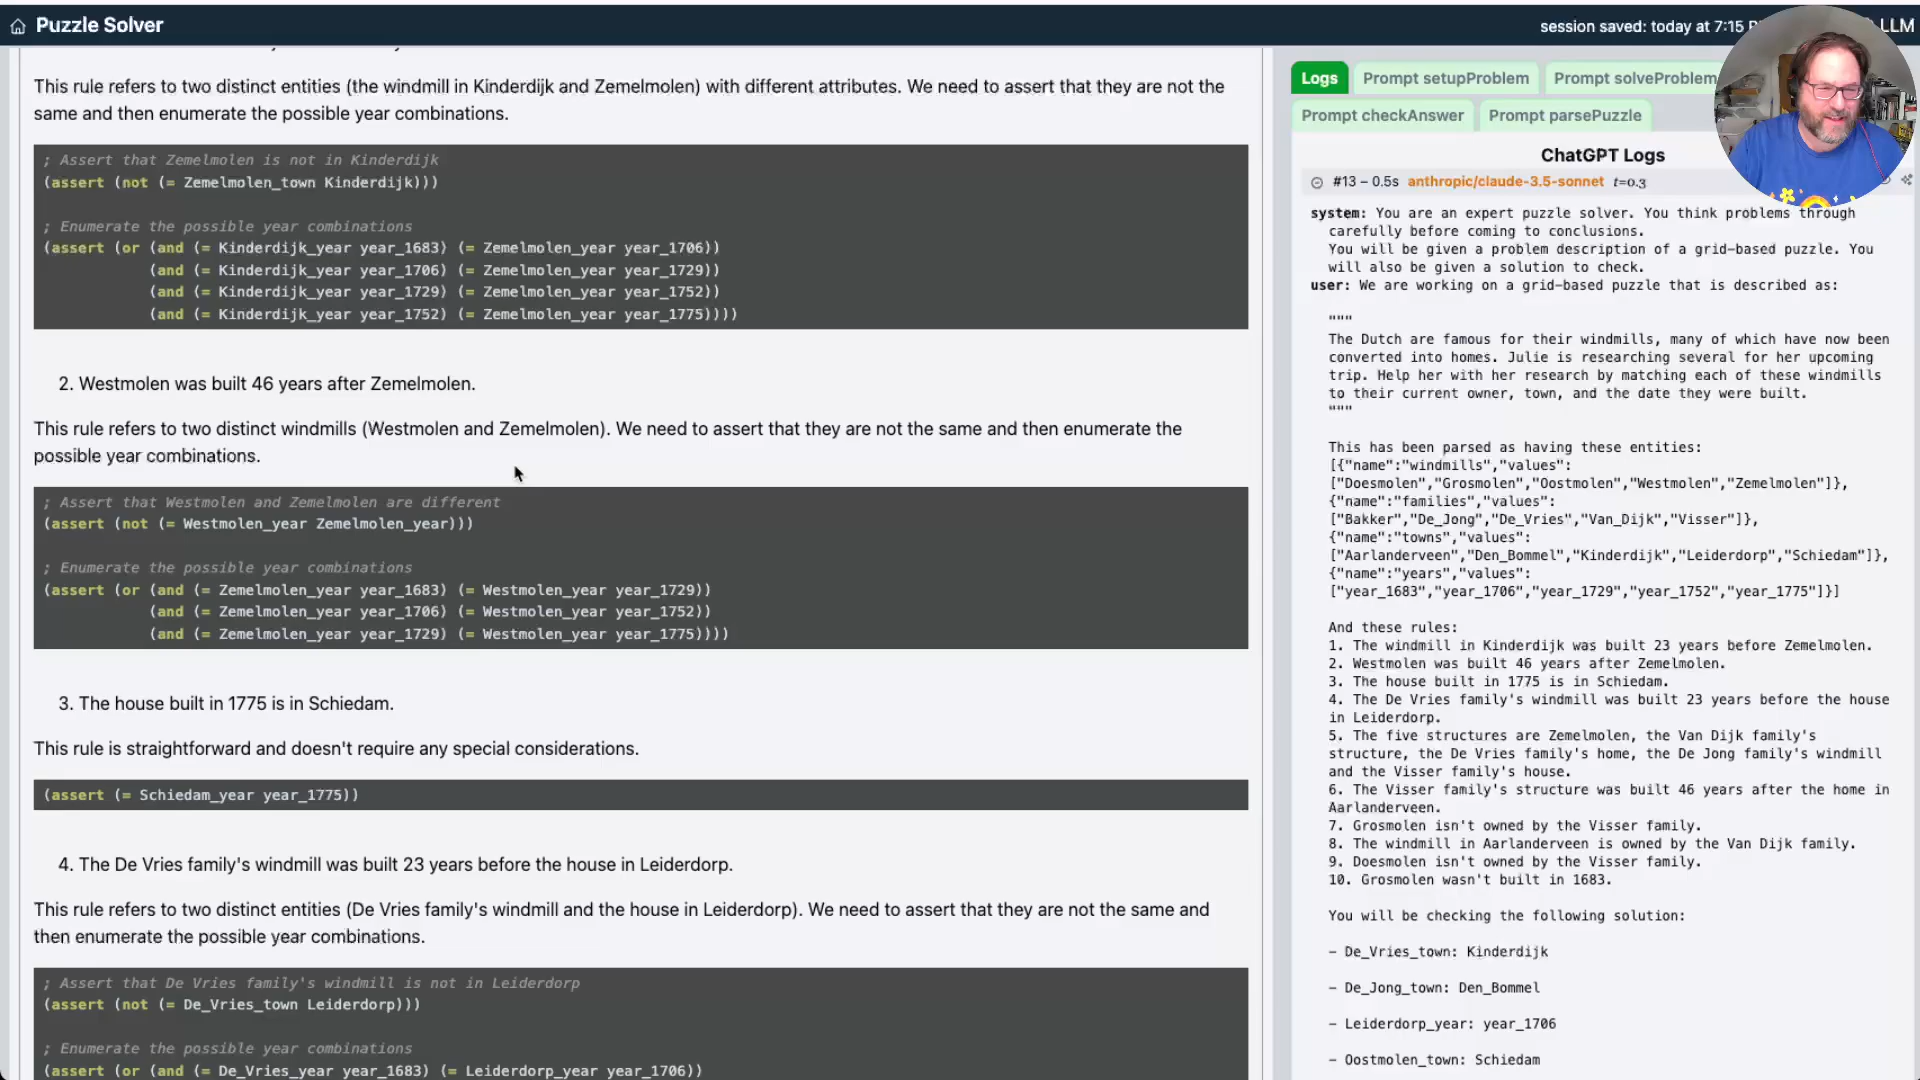 Puzzle Solver
session saved: today at 7:15
LLM
This rule refers to two distinct entities (the windmill in Kinderdijk and Zemelmolen) with different attributes. We need to assert that they are not the
same and then enumerate the possible year combinations.
; Assert that Zemelmolen is not in Kinderdijk
(assert (not (= Zemelmolen_town Kinderdijk)))
; Enumerate the possible year combinations
(assert (or (and (= Kinderdijk_year year_1683) (= Zemelmolen_year year_1706))
(and (= Kinderdijk_year year_1706) (= Zemelmolen_year year_1729))
(and (= Kinderdijk_year year_1729) (= Zemelmolen_year year_1752))
(and (= Kinderdijk_year year_1752) (= Zemelmolen_year year_1775))))
2. Westmolen was built 46 years after Zemelmolen.
This rule refers to two distinct windmills (Westmolen and Zemelmolen). We need to assert that they are not the same and then enumerate the
possible year combinations.
; Assert that Westmolen and Zemelmolen are different
(assert (not (= Westmolen_year Zemelmolen_year)))
; Enumerate the possible year combinations
(assert (or (and (= Zemelmolen_year year_1683) (= Westmolen_year year_1729))
(and (= Zemelmolen_year year_1706) (= Westmolen_year year_1752))
(and (= Zemelmolen_year year_1729) (= Westmolen_year year_1775))))
3. The house built in 1775 is in Schiedam.
This rule is straightforward and doesn't require any special considerations.
(assert (= Schiedam_year year_1775))
4. The De Vries family's windmill was built 23 years before the house in Leiderdorp.
This rule refers to two distinct entities (De Vries family's windmill and the house in Leiderdorp). We need to assert that they are not the same and
then enumerate the possible year combinations.
; Assert that De Vries family's windmill is not in Leiderdorp
(assert (not (= De_Vries_town Leiderdorp)))
; Enumerate the possible year combinations
(assert (or (and (= De_Vries_year year_1683) (= Leiderdorp_year year_1706))
Logs
Prompt setupProblem
Prompt solveProblem
Prompt checkAnswer
Prompt parsePuzzle
ChatGPT Logs
#13 – 0.5s anthropic/claude-3.5-sonnet t=0.3
system: You are an expert puzzle solver. You think problems through
carefully before coming to conclusions.
You will be given a problem description of a grid-based puzzle. You
will also be given a solution to check.
user: We are working on a grid-based puzzle that is described as:
"""
The Dutch are famous for their windmills, many of which have now been
converted into homes. Julie is researching several for her upcoming
trip. Help her with her research by matching each of these windmills
to their current owner, town, and the date they were built.
"""
This has been parsed as having these entities:
[{"name":"windmills","values":
["Doesmolen","Grosmolen","Oostmolen","Westmolen","Zemelmolen"]},
{"name":"families","values":
["Bakker","De_Jong","De_Vries","Van_Dijk","Visser"]},
{"name":"towns","values":
["Aarlanderveen","Den_Bommel","Kinderdijk","Leiderdorp","Schiedam"]},
{"name":"years","values":
["year_1683","year_1706","year_1729","year_1752","year_1775"]}]
And these rules:
1. The windmill in Kinderdijk was built 23 years before Zemelmolen.
2. Westmolen was built 46 years after Zemelmolen.
3. The house built in 1775 is in Schiedam.
4. The De Vries family's windmill was built 23 years before the house
in Leiderdorp.
5. The five structures are Zemelmolen, the Van Dijk family's
structure, the De Vries family's home, the De Jong family's windmill
and the Visser family's house.
6. The Visser family's structure was built 46 years after the home in
Aarlanderveen.
7. Grosmolen isn't owned by the Visser family.
8. The windmill in Aarlanderveen is owned by the Van Dijk family.
9. Doesmolen isn't owned by the Visser family.
10. Grosmolen wasn't built in 1683.
You will be checking the following solution:
– De_Vries_town: Kinderdijk
– De_Jong_town: Den_Bommel
– Leiderdorp_year: year_1706
– Oostmolen_town: Schiedam